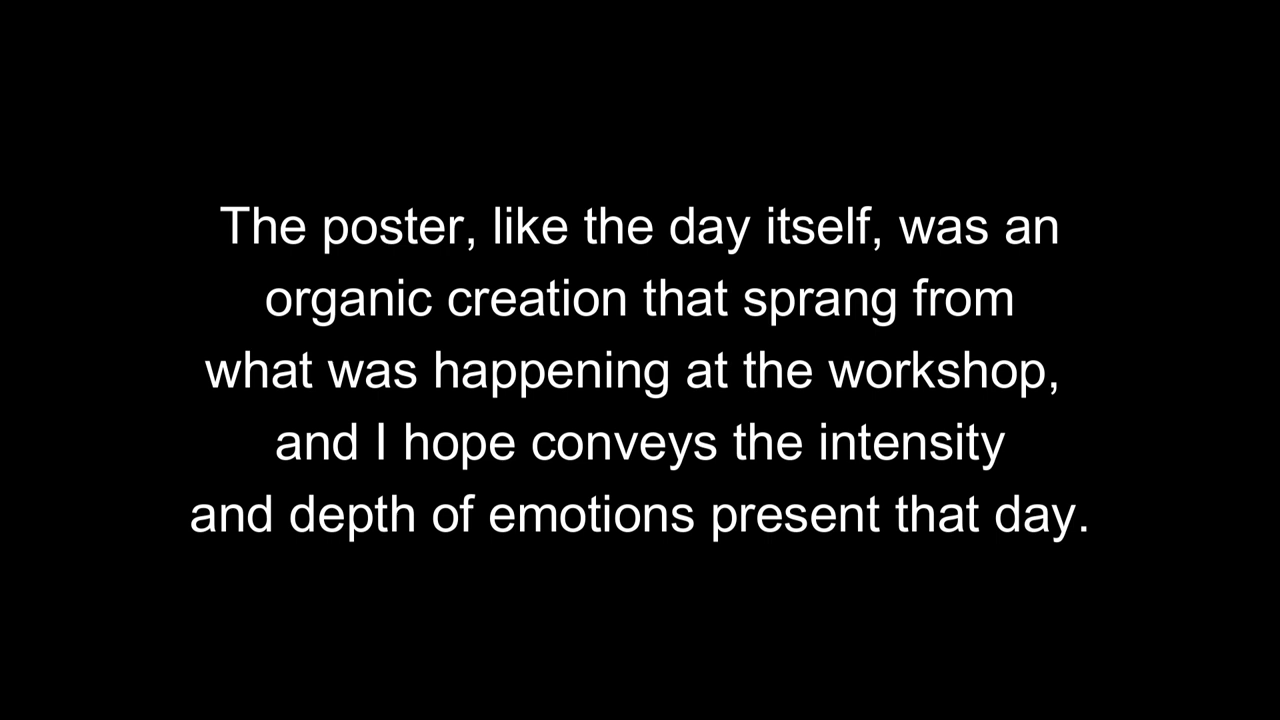 The poster, like the day itself, was an
organic creation that sprang from
what was happening at the workshop,
and I hope conveys the intensity
and depth of emotions present that day.